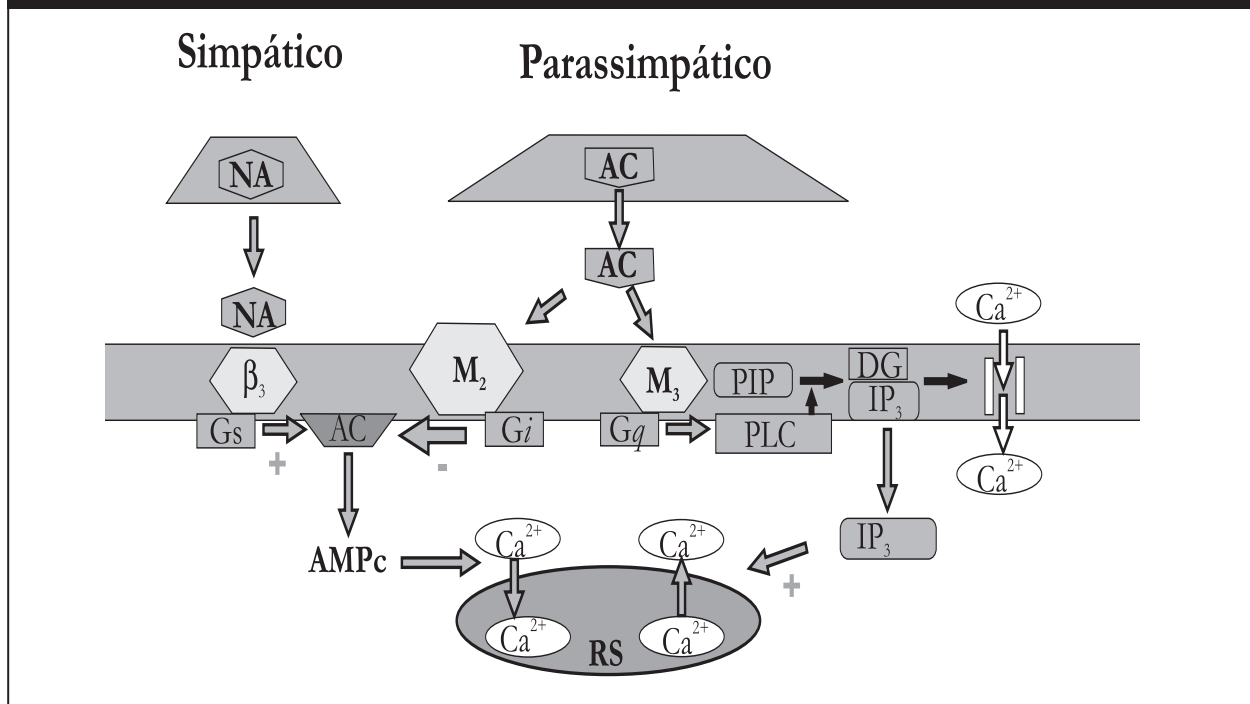 Simpático
Parassimpático
NA
AC
NA
AC
Ca²⁺
β₃
M₂
M₃
PIP
DG
IP₃
Gs
AC
Gi
Gq
PLC
+
-
Ca²⁺
IP₃
AMPc
Ca²⁺
Ca²⁺
+
Ca²⁺
Ca²⁺
RS